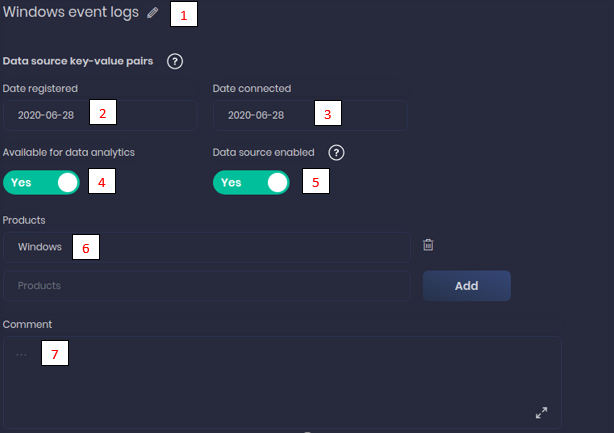 Windows event logs 1
Data source key-value pairs ?
Date registered Date connected
2020-06-28 2 2020-06-28 3
Available for data analytics Data source enabled ?
Yes 4 Yes 5
Products
Windows 6
Products Add
Comment
... 7